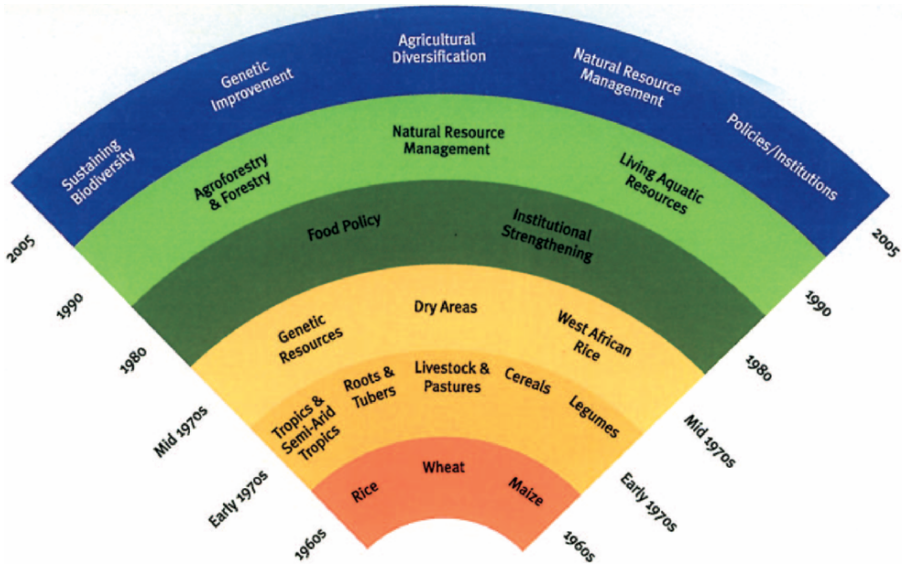 Sustaining
Biodiversity
Genetic
Improvement
Agricultural
Diversification
Natural Resource
Management
Policies/Institutions
Agroforestry
& Forestry
Natural Resource
Management
Living Aquatic
Resources
Food Policy
Institutional
Strengthening
Genetic
Resources
Dry Areas
West African
Rice
Tropics &
Semi-Arid
Tropics
Roots &
Tubers
Livestock &
Pastures
Cereals
Legumes
Rice
Wheat
Maize
2005
1990
1980
Mid 1970s
Early 1970s
1960s
2005
1990
1980
Mid 1970s
Early 1970s
1960s